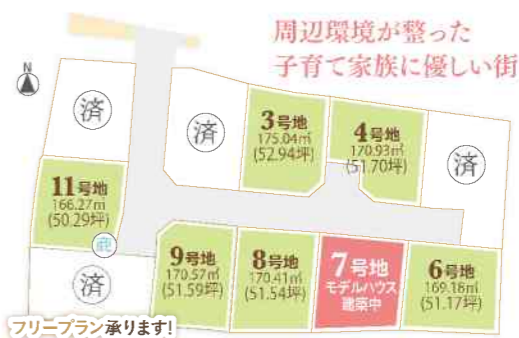 周辺環境が整った
子育て家族に優しい街
N
済
済
3号地
175.04㎡
(52.94坪)
4号地
170.93㎡
(51.70坪)
済
11号地
166.27㎡
(50.29坪)
鹿
済
9号地
170.57㎡
(51.59坪)
8号地
170.41㎡
(51.54坪)
7号地
モデルハウス
建築中
6号地
169.18㎡
(51.17坪)
フリープラン承ります!